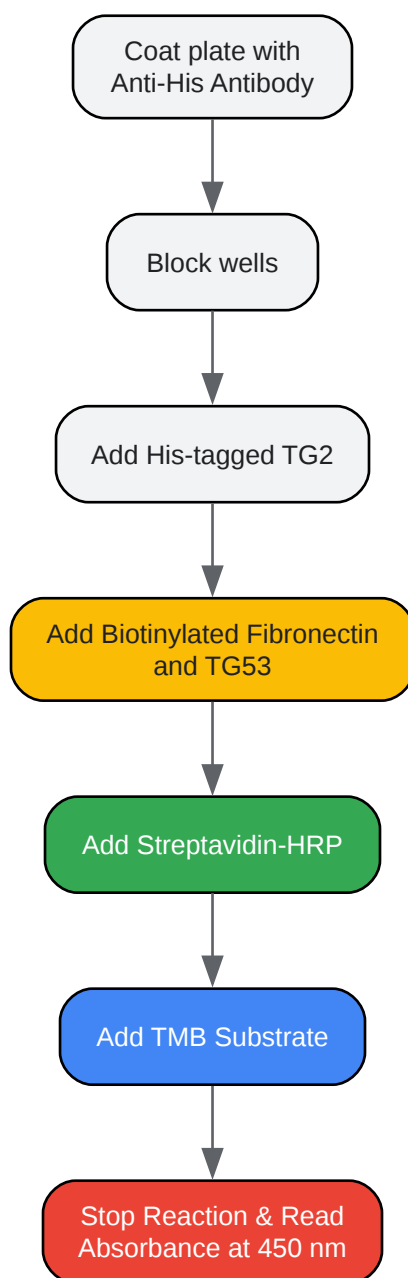 Coat plate with
Anti-His Antibody
Block wells
Add His-tagged TG2
Add Biotinylated Fibronectin
and TG53
Add Streptavidin-HRP
Add TMB Substrate
Stop Reaction & Read
Absorbance at 450 nm